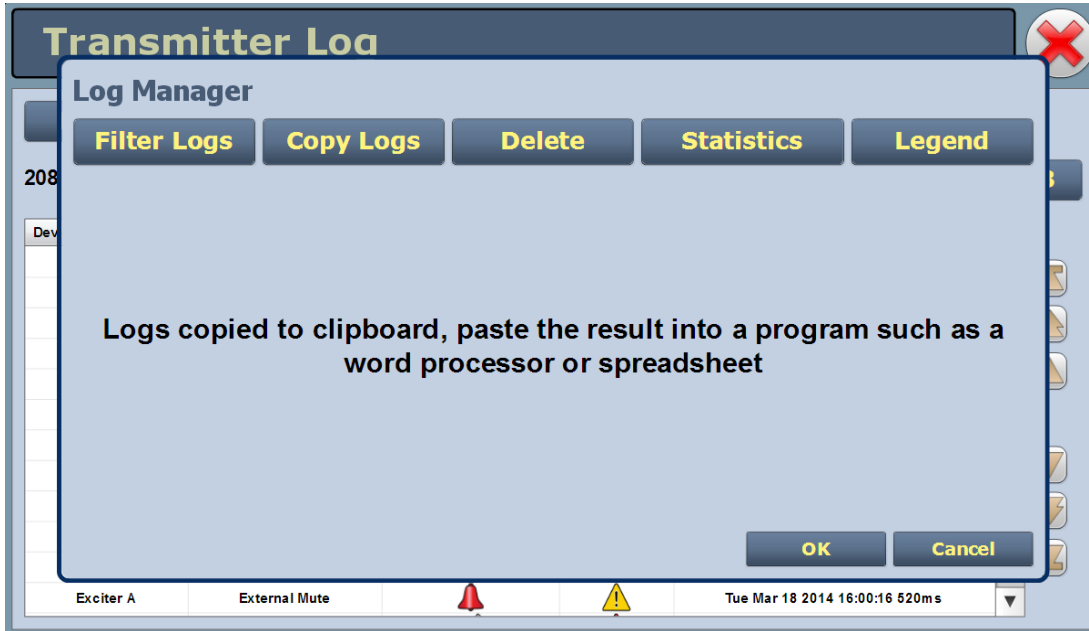 Transmitter Log
Log Manager
Filter Logs Copy Logs Delete Statistics Legend
208
Dev
Logs copied to clipboard, paste the result into a program such as a
word processor or spreadsheet
OK Cancel
Exciter A External Mute Tue Mar 18 2014 16:00:16 520ms